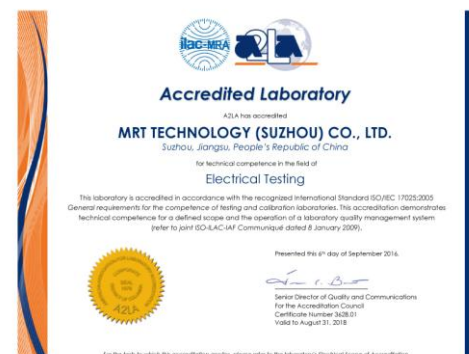 ilac-MRA
A2LA
Accredited Laboratory
A2LA has accredited
MRT TECHNOLOGY (SUZHOU) CO., LTD.
Suzhou, Jiangsu, People's Republic of China
for technical competence in the field of
Electrical Testing
This laboratory is accredited in accordance with the recognized International Standard ISO/IEC 17025:2005
General requirements for the competence of testing and calibration laboratories. This accreditation demonstrates
technical competence for a defined scope and the operation of a laboratory quality management system
(refer to joint ISO-ILAC-IAF Communiqué dated 8 January 2009).
Presented this 6th day of September 2016.
Senior Director of Quality and Communications
For the Accreditation Council
Certificate Number 3628.01
Valid to August 31, 2018
CORPORATE
SEAL
A2LA